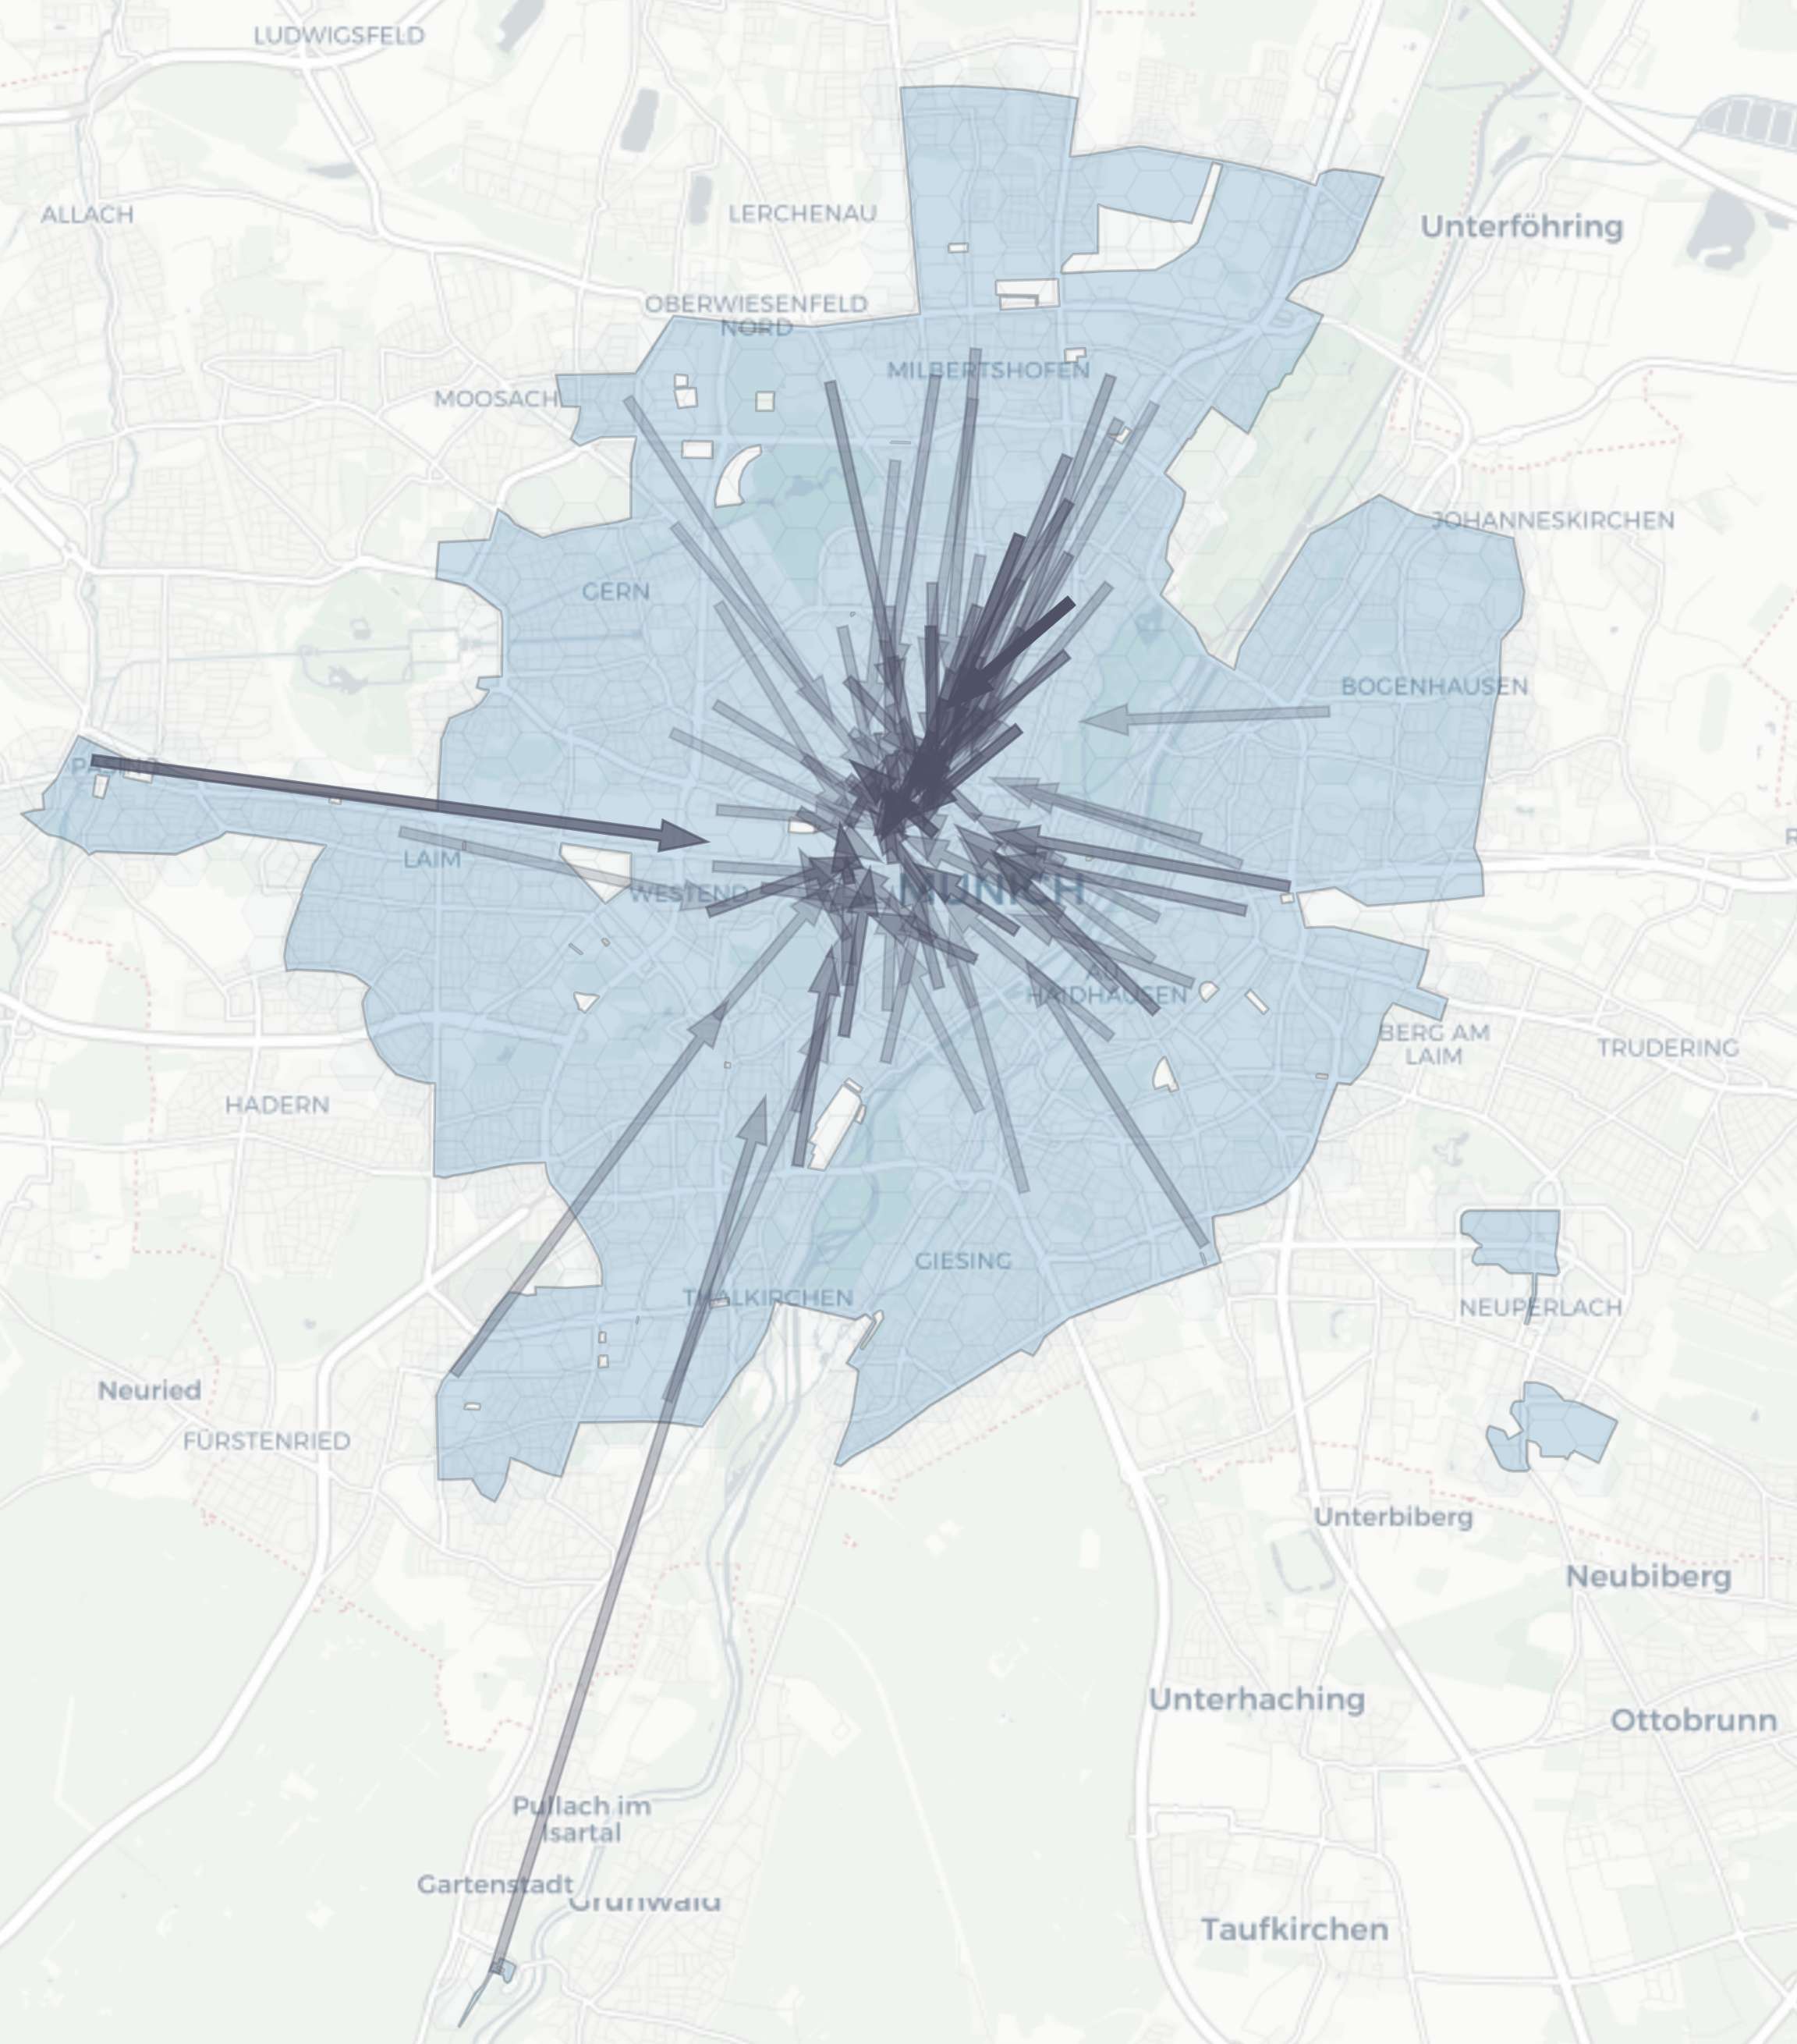 LUDWIGSFELD
ALLACH
LERCHENAU
Unterföhring
OBERWIESENFELD
NORD
MILBERTSHOFEN
MOOSACH
JOHANNESKIRCHEN
GERN
BOGENHAUSEN
LAIM
WESTEND
MUNICH
AU
HAIDHAUSEN
BERG AM
LAIM
TRUDERING
HADERN
GIESING
THALKIRCHEN
NEUPERLACH
Neuried
FÜRSTENRIED
Unterbiberg
Neubiberg
Unterhaching
Ottobrunn
Pullach im
Isartal
Gartenstadt
Grünwald
Taufkirchen